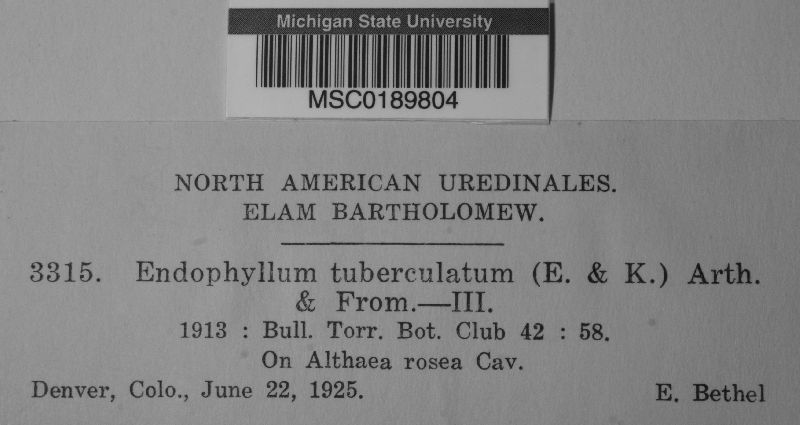 Michigan State University
MSC0189804
NORTH AMERICAN UREDINALES.
ELAM BARTHOLOMEW.
3315. Endophyllum tuberculatum (E. & K.) Arth.
& From.—III.
1913 : Bull. Torr. Bot. Club 42 : 58.
On Althaea rosea Cav.
Denver, Colo., June 22, 1925. E. Bethel